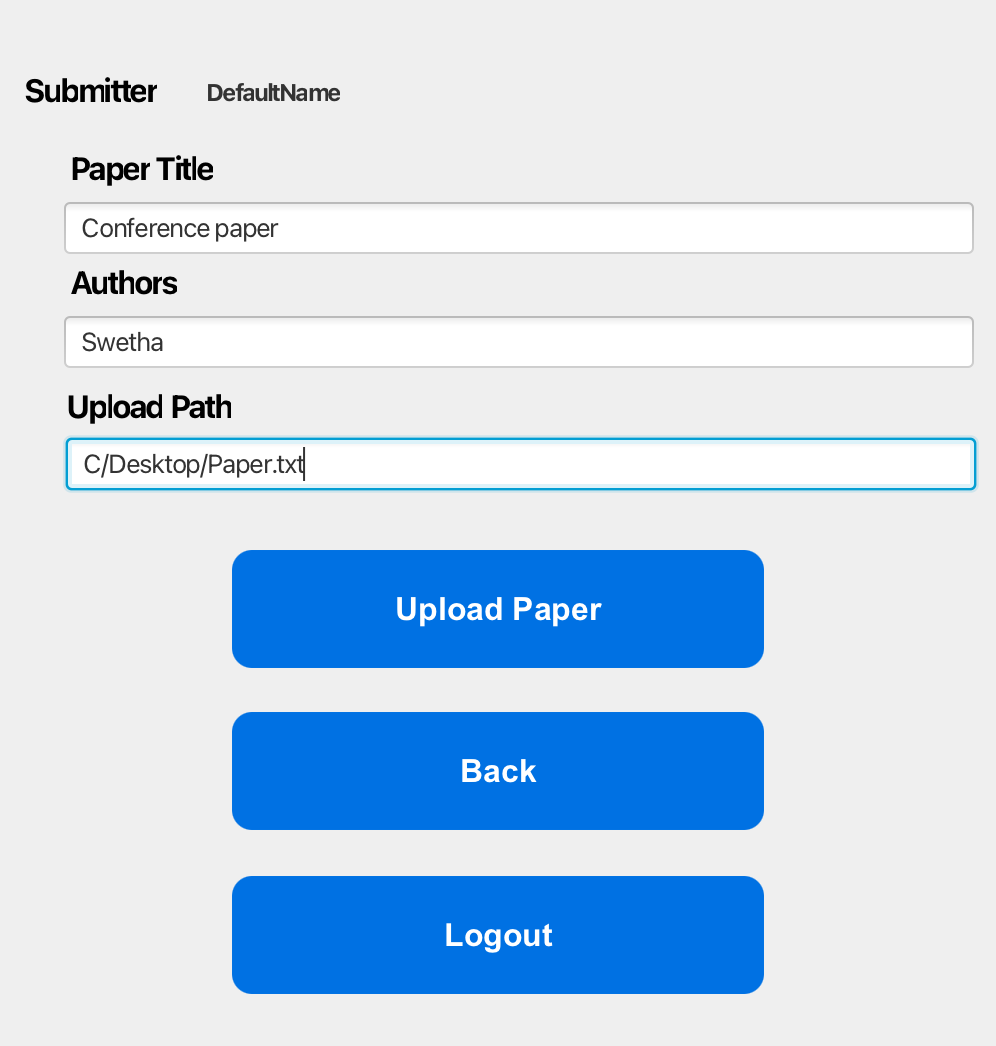 Submitter DefaultName
Paper Title
Conference paper
Authors
Swetha
Upload Path
C/Desktop/Paper.txt
Upload Paper
Back
Logout